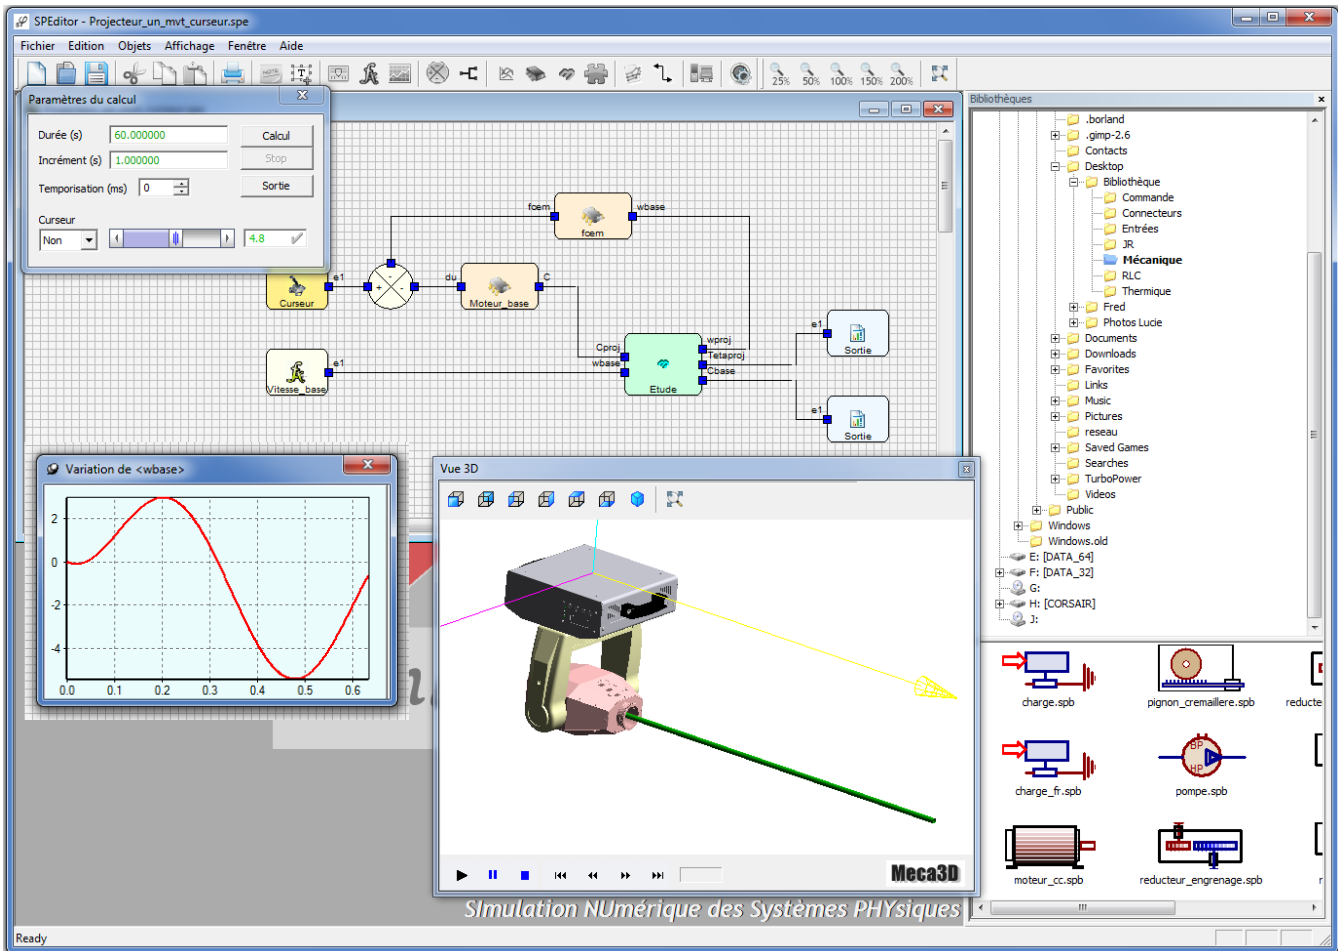 SPEditor - Projecteur_un_mvt_curseur.spe
Fichier Edition Objets Affichage Fenêtre Aide
NOTE
25% 50% 100% 150% 200%
Paramètres du calcul
Durée (s) 60.000000 Calcul
Incrément (s) 1.000000 Stop
Temporisation (ms) 0 Sortie
Curseur
Non 4.8
fcem wbase
fcem
e1 + - - du C
Curseur Moteur_base
e1
Vitesse_base
Cproj
wbase
wproj
Tetaproj
Cbase
Etude
e1
Sortie
e1
Sortie
Variation de <wbase>
2
0
-2
-4
0.0 0.1 0.2 0.3 0.4 0.5 0.6
Vue 3D
Meca3D
SImulation NUmérique des Systèmes PHYsiques
Bibliothèques
.borland
.gimp-2.6
Contacts
Desktop
Bibliothèque
Commande
Connecteurs
Entrées
JR
Mécanique
RLC
Thermique
Fred
Photos Lucie
Documents
Downloads
Favorites
Links
Music
Pictures
reseau
Saved Games
Searches
TurboPower
Videos
Public
Windows
Windows.old
E: [DATA_64]
F: [DATA_32]
G:
H: [CORSAIR]
J:
charge.spb pignon_cremaillere.spb reducte
BP
HP
charge_fr.spb pompe.spb
moteur_cc.spb reducteur_engrenage.spb r
Ready